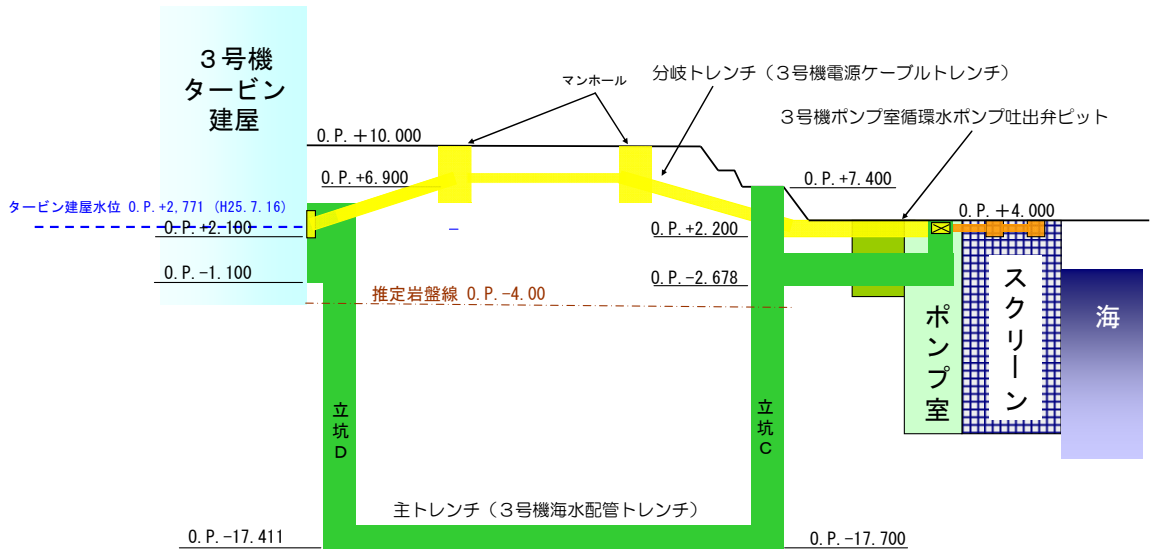 3号機
タービン
建屋
マンホール
分岐トレンチ(3号機電源ケーブルトレンチ)
3号機ポンプ室循環水ポンプ吐出弁ピット
O.P.+10.000
O.P.+6.900
O.P.+7.400
タービン建屋水位 O.P.+2,771 (H25.7.16)
O.P.+4.000
O.P.+2.100
O.P.+2.200
O.P.-1.100
O.P.-2.678
推定岩盤線 O.P.-4.00
ポンプ室
スクリーン
海
立坑D
立坑C
主トレンチ(3号機海水配管トレンチ)
O.P.-17.411
O.P.-17.700